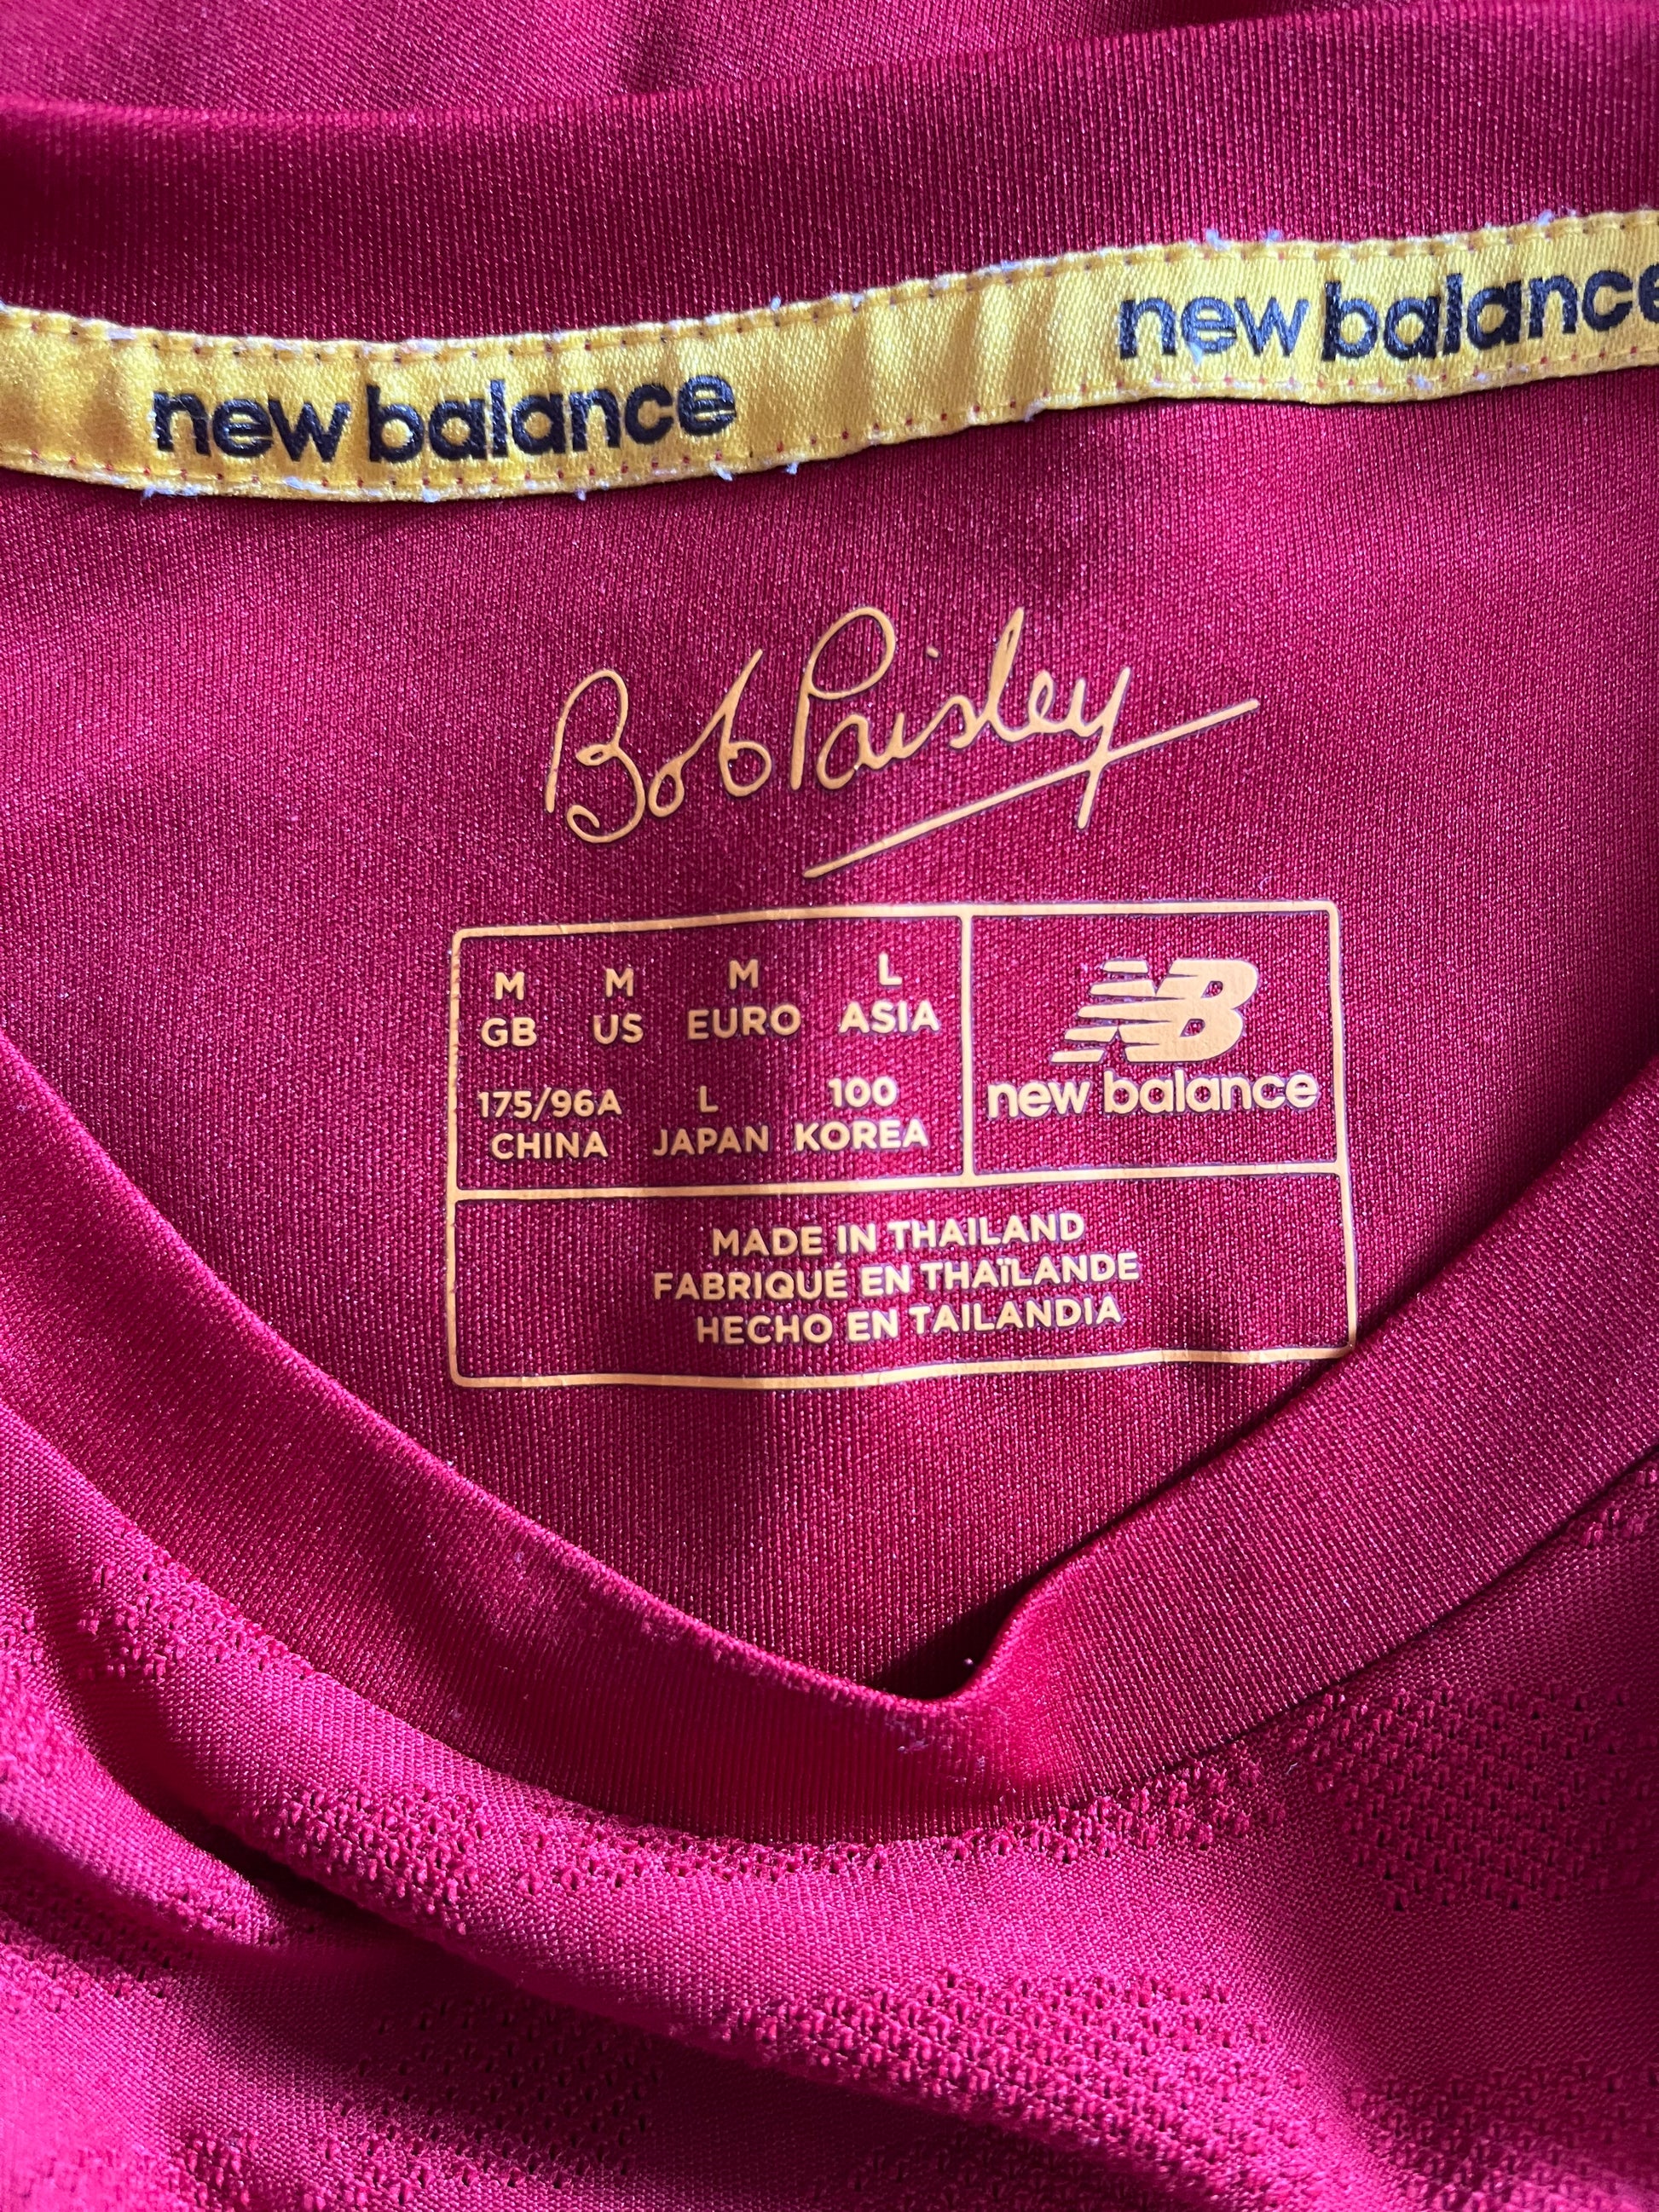 new balance new balance
Bob Paisley
M M M L
GB US EURO ASIA
175/96A L 100
CHINA JAPAN KOREA
NB
new balance
MADE IN THAILAND
FABRIQUÉ EN THAÏLANDE
HECHO EN TAILANDIA